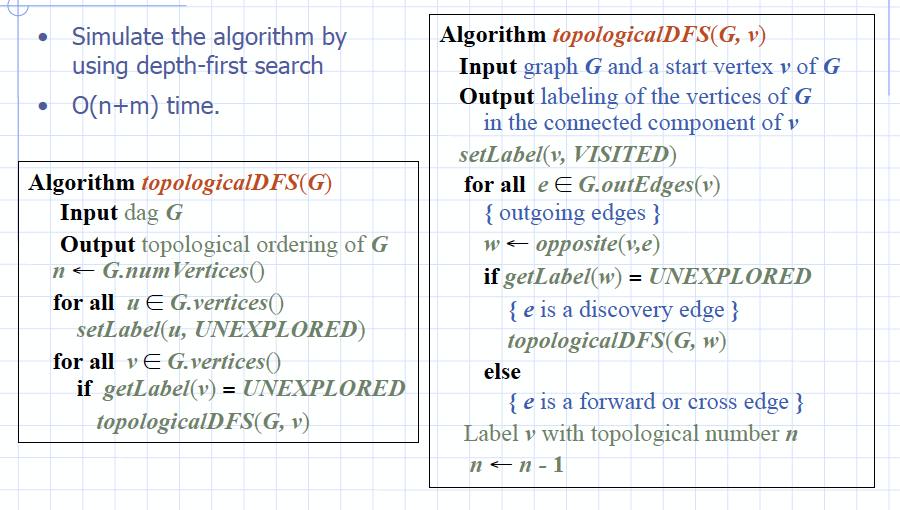 • Simulate the algorithm by
using depth-first search
• O(n+m) time.
Algorithm topologicalDFS(G)
Input dag G
Output topological ordering of G
n ← G.numVertices()
for all u ∈ G.vertices()
setLabel(u, UNEXPLORED)
for all v ∈ G.vertices()
if getLabel(v) = UNEXPLORED
topologicalDFS(G, v)
Algorithm topologicalDFS(G, v)
Input graph G and a start vertex v of G
Output labeling of the vertices of G
in the connected component of v
setLabel(v, VISITED)
for all e ∈ G.outEdges(v)
{ outgoing edges }
w ← opposite(v,e)
if getLabel(w) = UNEXPLORED
{ e is a discovery edge }
topologicalDFS(G, w)
else
{ e is a forward or cross edge }
Label v with topological number n
n ← n - 1